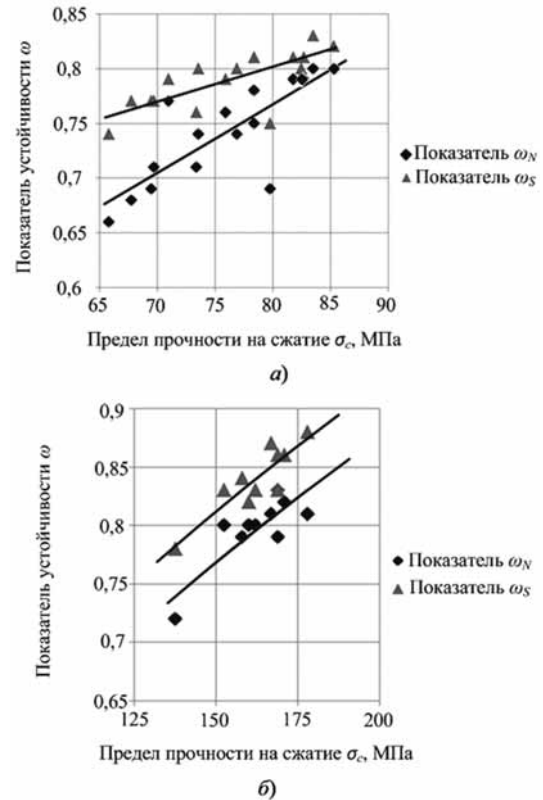 0,85
0,8
0,75
0,7
0,65
0,6
Показатель устойчивости ω
65 70 75 80 85 90
Предел прочности на сжатие σc, МПа
Показатель ωN
Показатель ωS
а)
0,9
0,85
0,8
0,75
0,7
0,65
Показатель устойчивости ω
125 150 175 200
Предел прочности на сжатие σc, МПа
Показатель ωN
Показатель ωS
б)